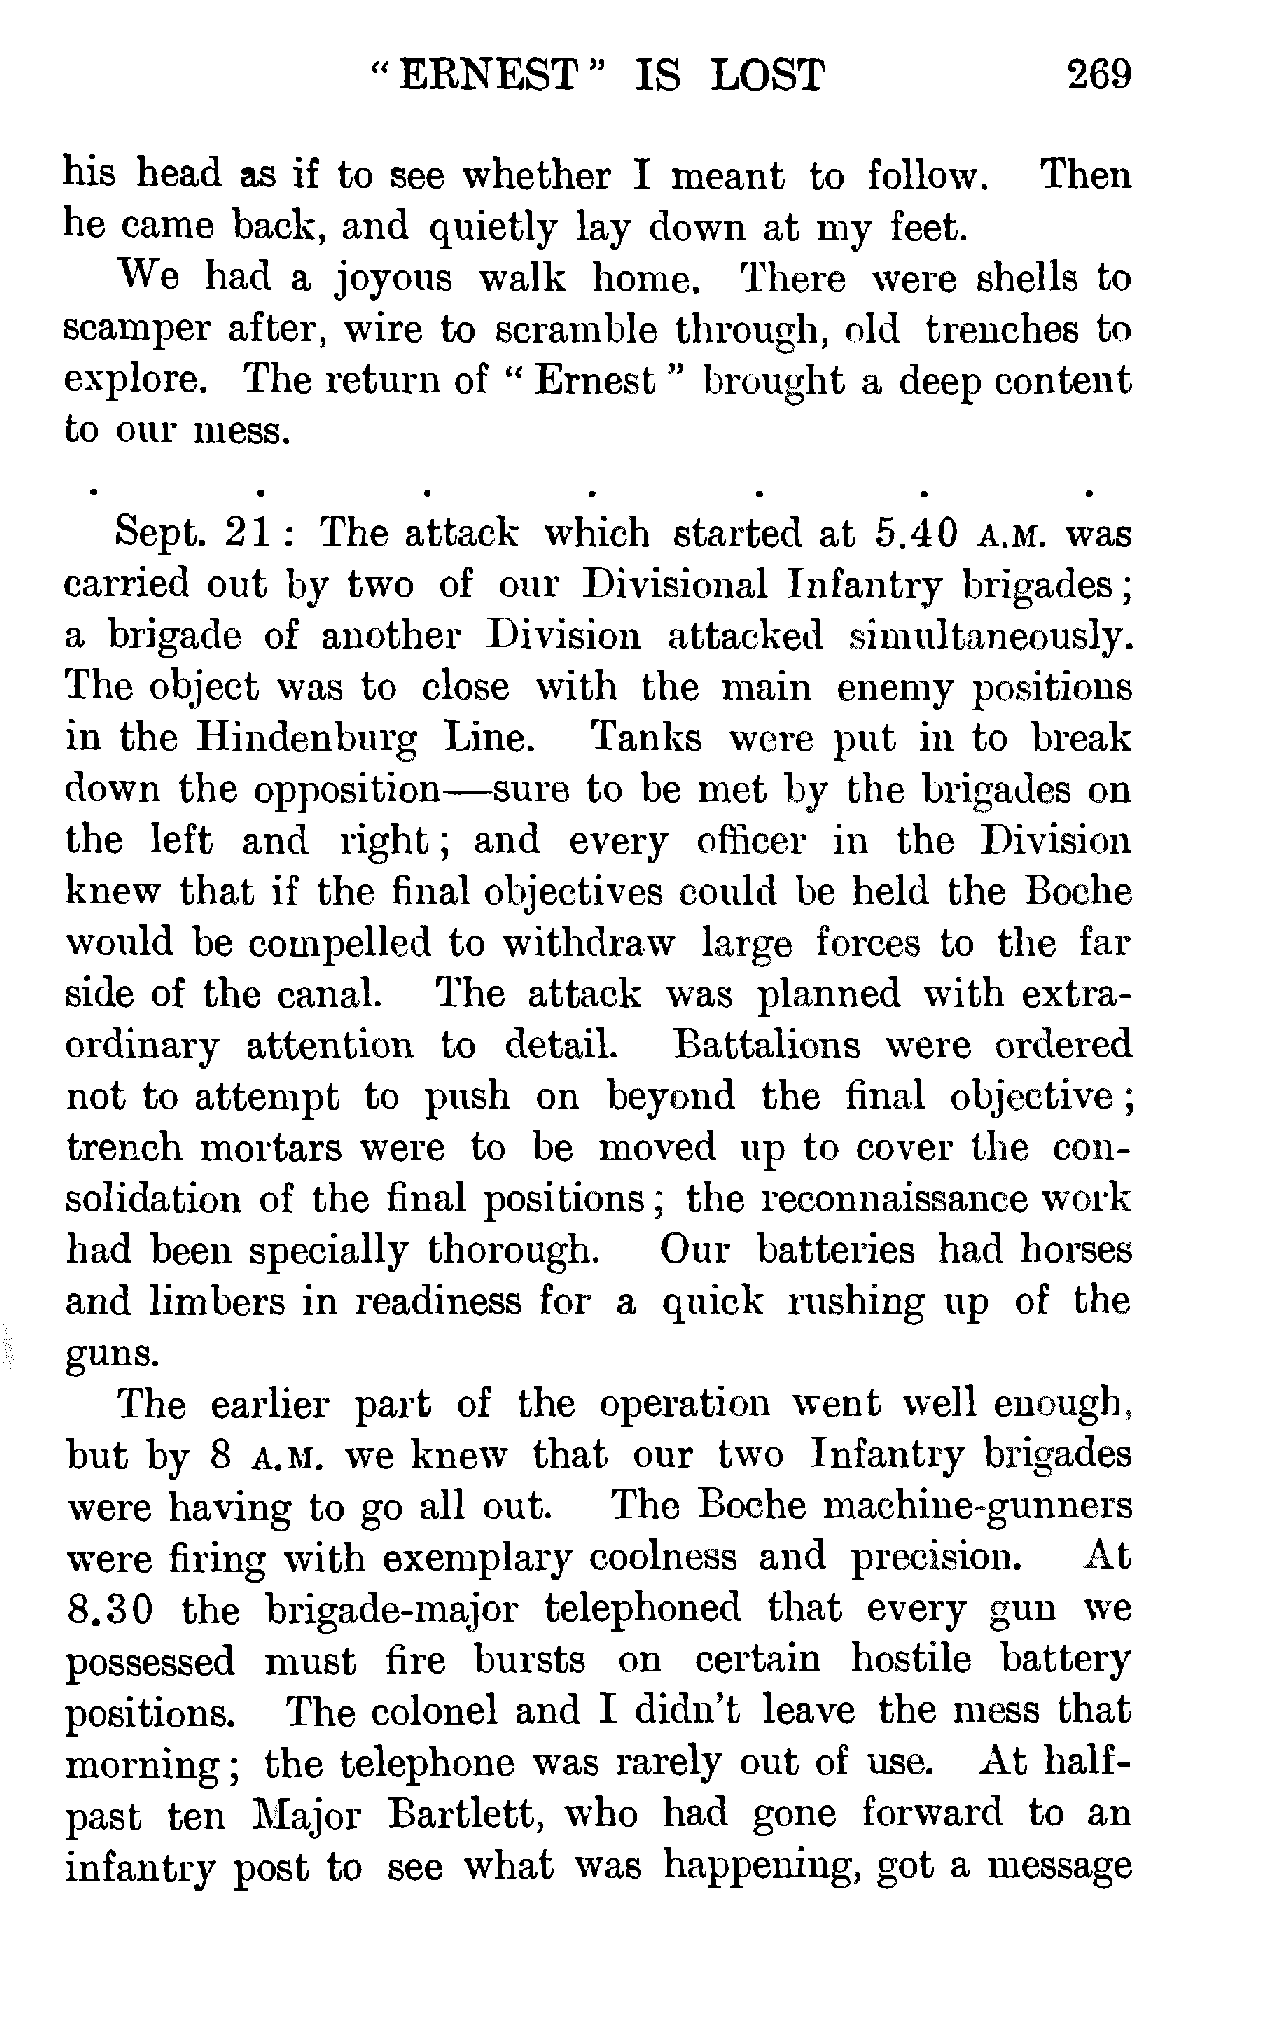 “ ERNEST ” IS LOST 269
his head as if to see whether I meant to follow. Then
he came back, and quietly lay down at my feet.
We had a joyous walk home. There were shells to
scamper after, wire to scramble through, old trenches to
explore. The return of “ Ernest ” brought a deep content
to our mess.
. . . . . . .
Sept. 21 : The attack which started at 5.40 A.M. was
carried out by two of our Divisional Infantry brigades ;
a brigade of another Division attacked simultaneously.
The object was to close with the main enemy positions
in the Hindenburg Line. Tanks were put in to break
down the opposition—sure to be met by the brigades on
the left and right ; and every officer in the Division
knew that if the final objectives could be held the Boche
would be compelled to withdraw large forces to the far
side of the canal. The attack was planned with extra-
ordinary attention to detail. Battalions were ordered
not to attempt to push on beyond the final objective ;
trench mortars were to be moved up to cover the con-
solidation of the final positions ; the reconnaissance work
had been specially thorough. Our batteries had horses
and limbers in readiness for a quick rushing up of the
guns.
The earlier part of the operation went well enough,
but by 8 A.M. we knew that our two Infantry brigades
were having to go all out. The Boche machine-gunners
were firing with exemplary coolness and precision. At
8.30 the brigade-major telephoned that every gun we
possessed must fire bursts on certain hostile battery
positions. The colonel and I didn’t leave the mess that
morning ; the telephone was rarely out of use. At half-
past ten Major Bartlett, who had gone forward to an
infantry post to see what was happening, got a message